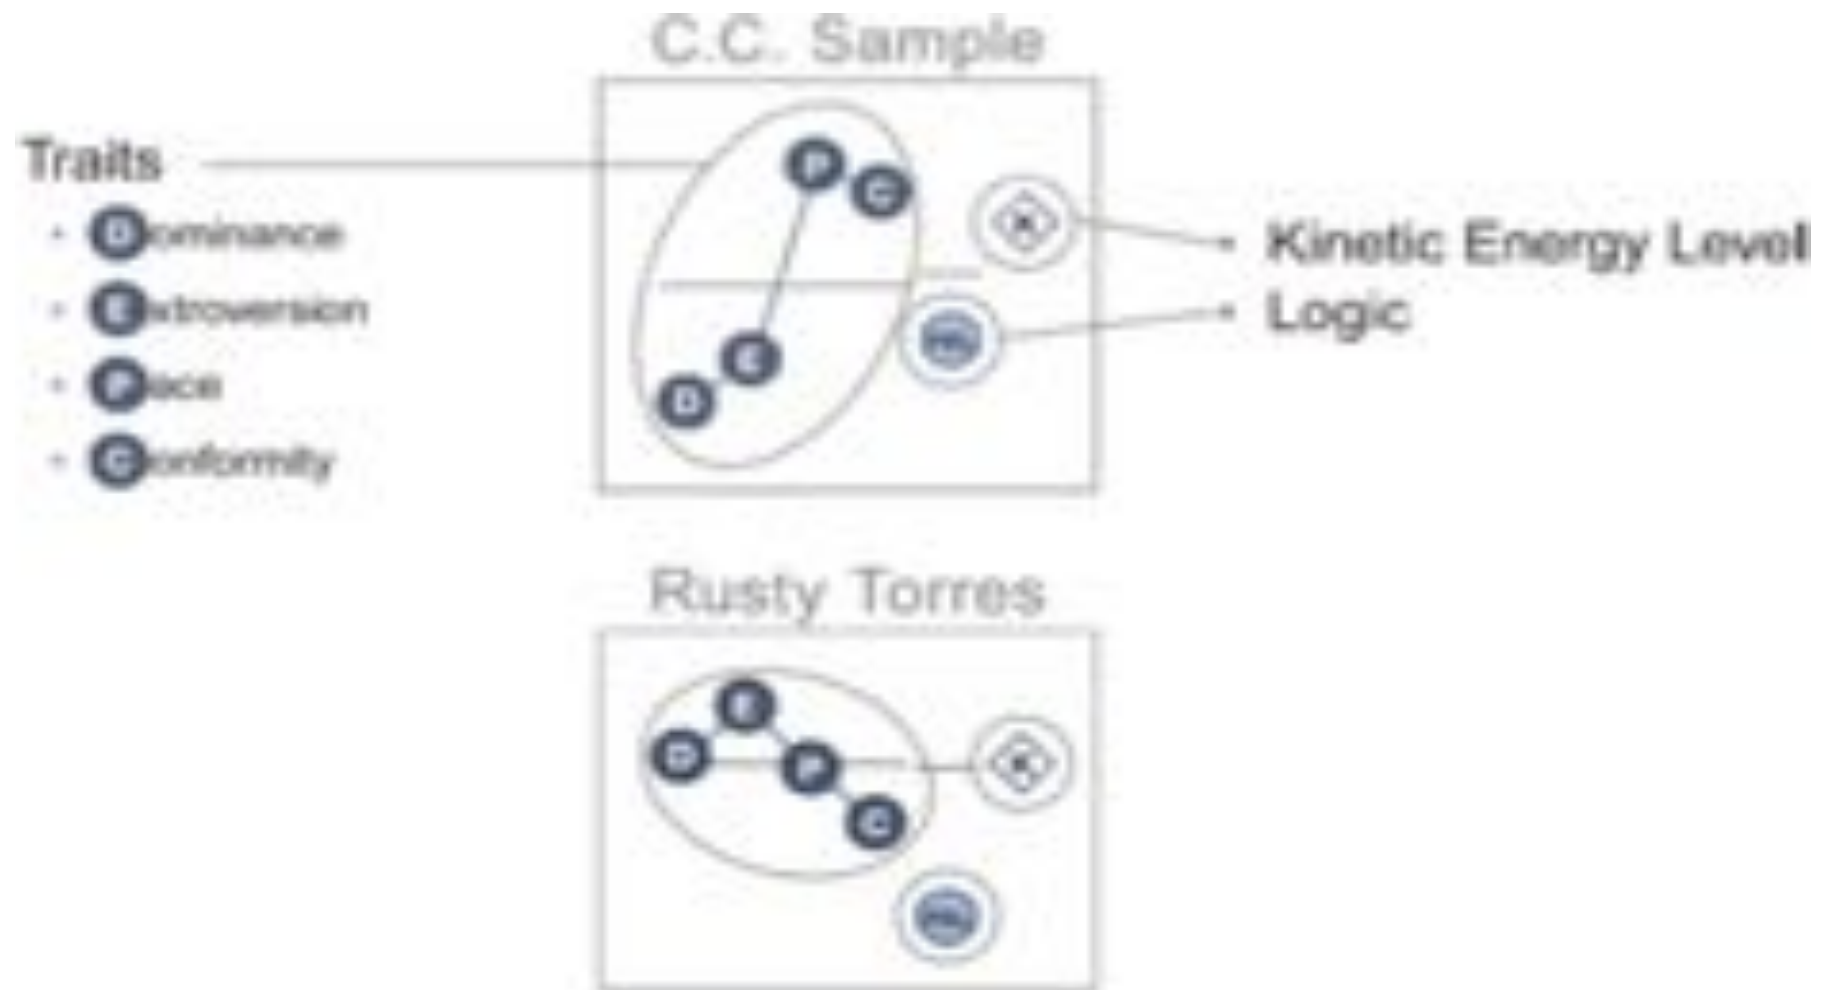 C.C. Sample
Traits
• Dominance
• Extroversion
• Pace
• Conformity
P
C
E
D
K
Kinetic Energy Level
Logic
Rusty Torres
E
D
P
C
K